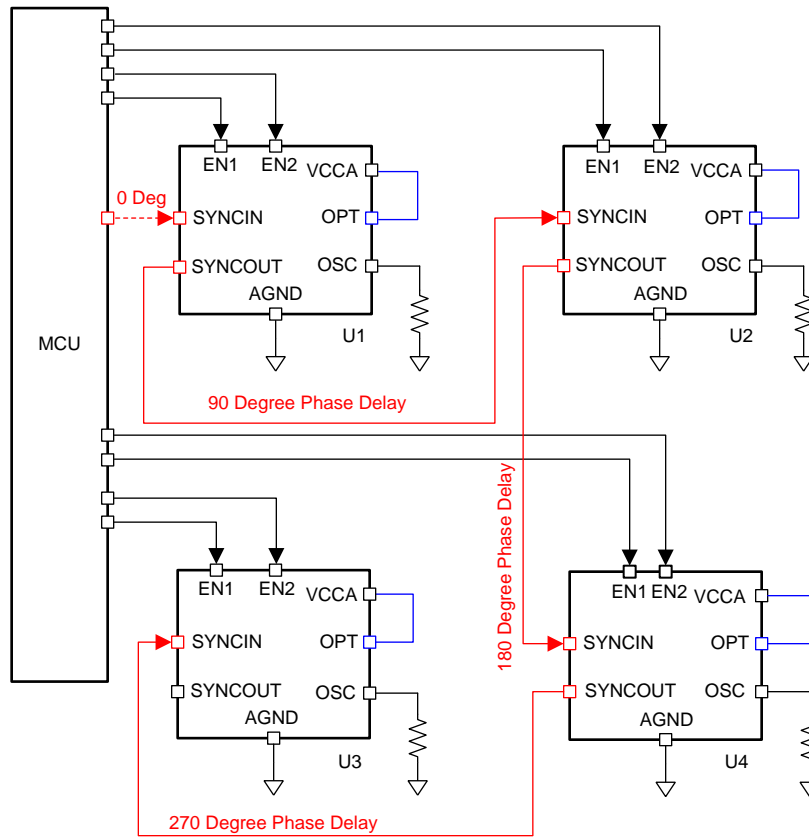 MCU
0 Deg
EN1
EN2
VCCA
SYNCIN
OPT
SYNCOUT
OSC
AGND
U1
EN1
EN2
VCCA
SYNCIN
OPT
SYNCOUT
OSC
AGND
U2
90 Degree Phase Delay
180 Degree Phase Delay
EN1
EN2
VCCA
SYNCIN
OPT
SYNCOUT
OSC
AGND
U3
EN1
EN2
VCCA
SYNCIN
OPT
SYNCOUT
OSC
AGND
U4
270 Degree Phase Delay